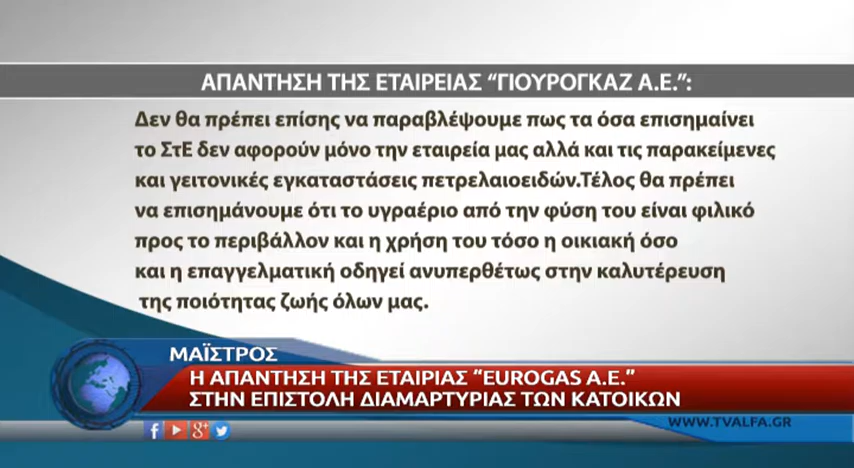 ΑΠΑΝΤΗΣΗ ΤΗΣ ΕΤΑΙΡΕΙΑΣ “ΓΙΟΥΡΟΓΚΑΖ Α.Ε.”:
Δεν θα πρέπει επίσης να παραβλέψουμε πως τα όσα επισημαίνει
το ΣτΕ δεν αφορούν μόνο την εταιρεία μας αλλά και τις παρακείμενες
και γειτονικές εγκαταστάσεις πετρελαιοειδών.Τέλος θα πρέπει
να επισημάνουμε ότι το υγραέριο από την φύση του είναι φιλικό
προς το περιβάλλον και η χρήση του τόσο η οικιακή όσο
και η επαγγελματική οδηγεί ανυπερθέτως στην καλυτέρευση
της ποιότητας ζωής όλων μας.
ΜΑΪΣΤΡΟΣ
Η ΑΠΑΝΤΗΣΗ ΤΗΣ ΕΤΑΙΡΙΑΣ “EUROGAS A.E.”
ΣΤΗΝ ΕΠΙΣΤΟΛΗ ΔΙΑΜΑΡΤΥΡΙΑΣ ΤΩΝ ΚΑΤΟΙΚΩΝ
WWW.TVALFA.GR